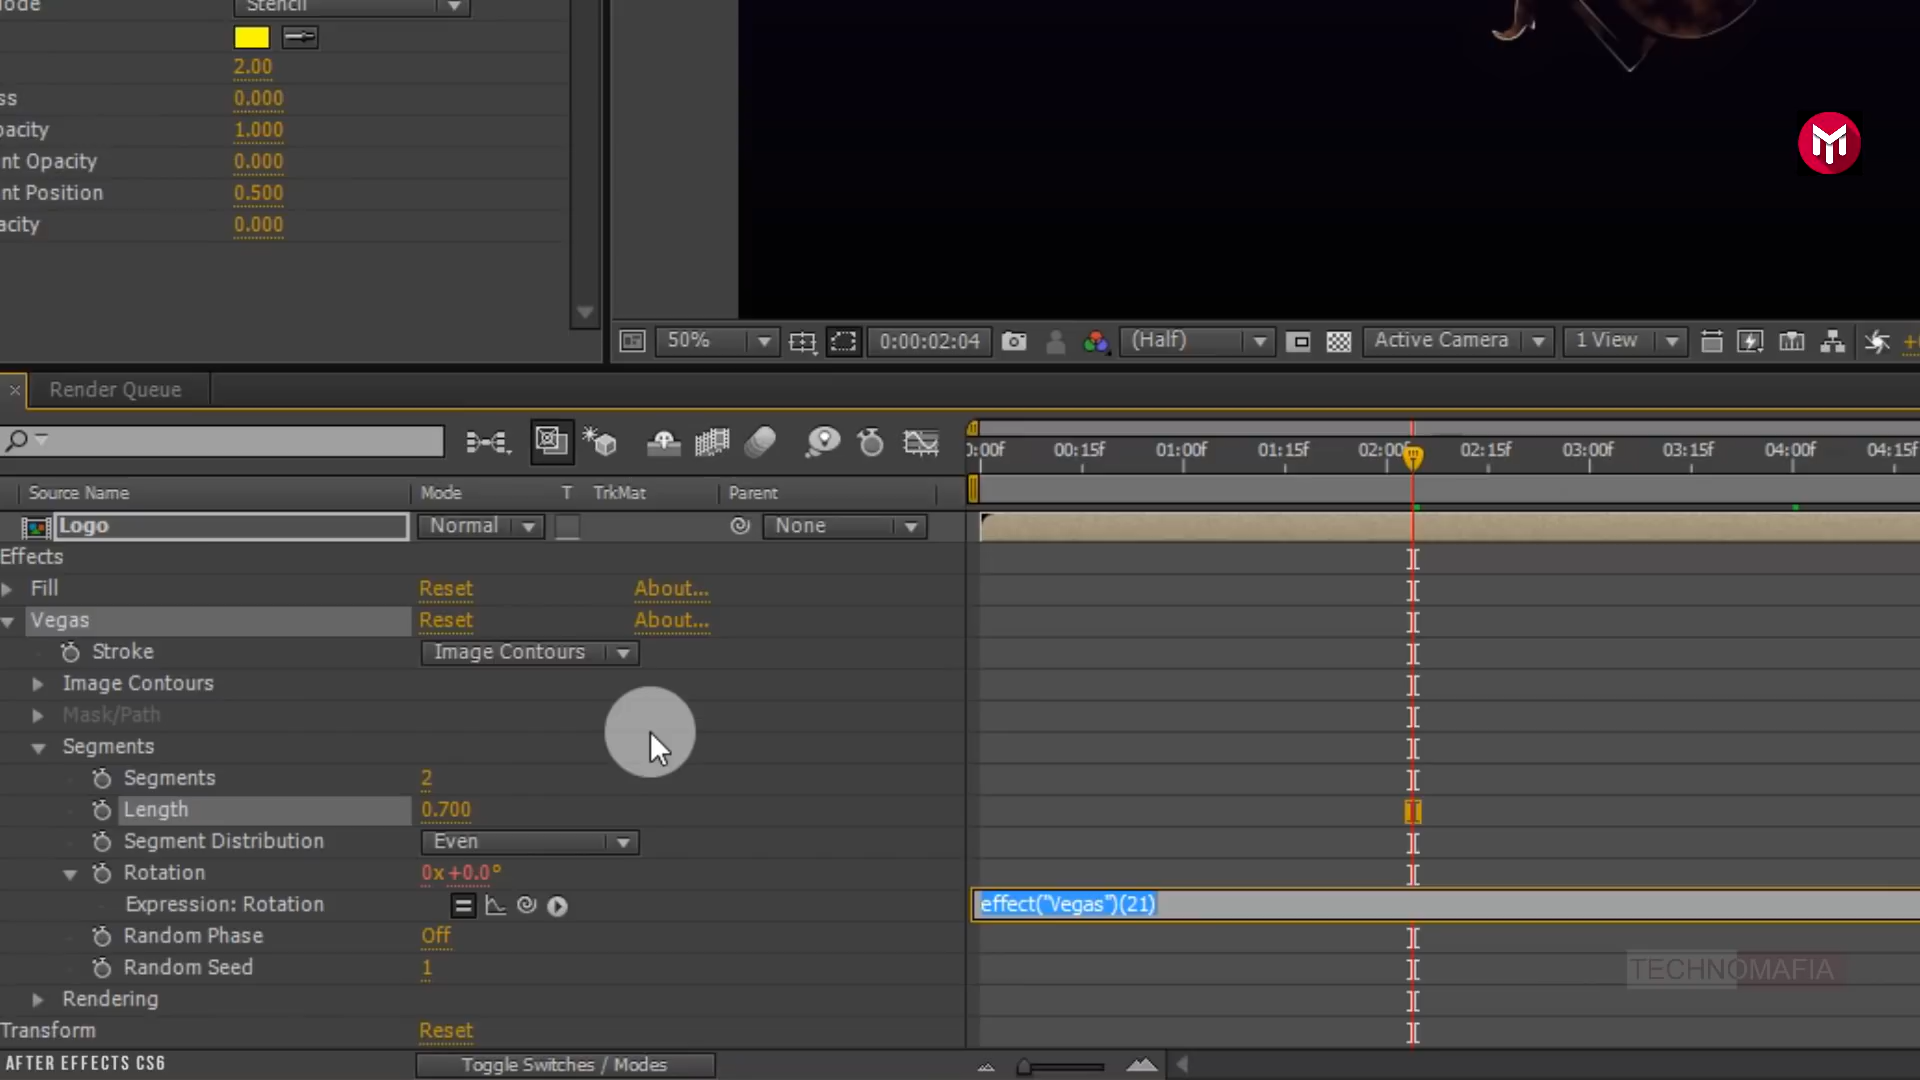 ode Stencil
2.00
ss 0.000
pacity 1.000
nt Opacity 0.000
nt Position 0.500
acity 0.000
50% 0:00:02:04 (Half) Active Camera 1 View
Render Queue
0:00f 00:15f 01:00f 01:15f 02:00 02:15f 03:00f 03:15f 04:00f 04:15f
Source Name Mode T TrkMat Parent
Logo Normal None
Effects
Fill Reset About...
Vegas Reset About...
Stroke Image Contours
Image Contours
Mask/Path
Segments
Segments 2
Length 0.700
Segment Distribution Even
Rotation 0x +0.0°
Expression: Rotation effect("Vegas")(21)
Random Phase Off
Random Seed 1
TECHNOMAFIA
Rendering
Transform Reset
AFTER EFFECTS CS6
Toggle Switches / Modes